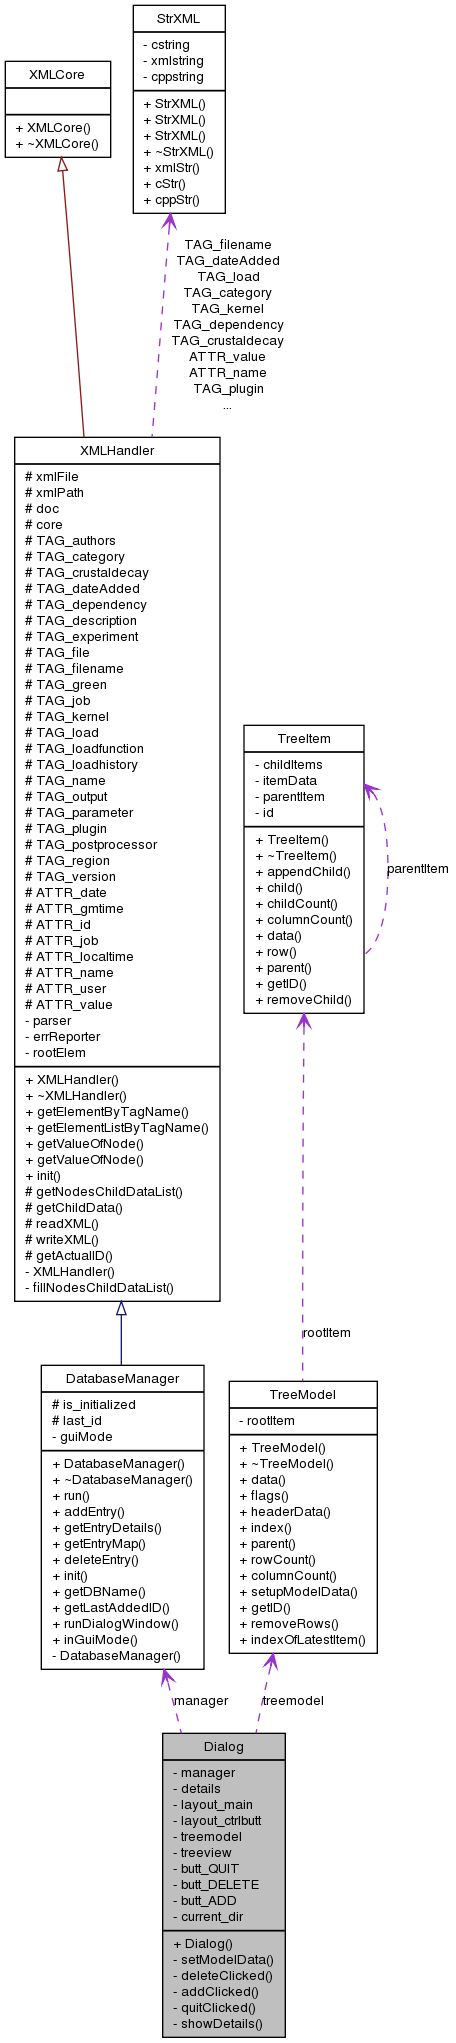 StrXML
- cstring
- xmlstring
- cppstring
+ StrXML()
+ StrXML()
+ StrXML()
+ ~StrXML()
+ xmlStr()
+ cStr()
+ cppStr()
XMLCore
+ XMLCore()
+ ~XMLCore()
TAG_filename
TAG_dateAdded
TAG_load
TAG_category
TAG_kernel
TAG_dependency
TAG_crustaldecay
ATTR_value
ATTR_name
TAG_plugin
...
XMLHandler
# xmlFile
# xmlPath
# doc
# core
# TAG_authors
# TAG_category
# TAG_crustaldecay
# TAG_dateAdded
# TAG_dependency
# TAG_description
# TAG_experiment
# TAG_file
# TAG_filename
# TAG_green
# TAG_job
# TAG_kernel
# TAG_load
# TAG_loadfunction
# TAG_loadhistory
# TAG_name
# TAG_output
# TAG_parameter
# TAG_plugin
# TAG_postprocessor
# TAG_region
# TAG_version
# ATTR_date
# ATTR_gmtime
# ATTR_id
# ATTR_job
# ATTR_localtime
# ATTR_name
# ATTR_user
# ATTR_value
- parser
- errReporter
- rootElem
+ XMLHandler()
+ ~XMLHandler()
+ getElementByTagName()
+ getElementListByTagName()
+ getValueOfNode()
+ getValueOfNode()
+ init()
# getNodesChildDataList()
# getChildData()
# readXML()
# writeXML()
# getActualID()
- XMLHandler()
- fillNodesChildDataList()
TreeItem
- childItems
- itemData
- parentItem
- id
+ TreeItem()
+ ~TreeItem()
+ appendChild()
+ child()
+ childCount()
+ columnCount()
+ data()
+ row()
+ parent()
+ getID()
+ removeChild()
parentItem
rootItem
DatabaseManager
# is_initialized
# last_id
- guiMode
+ DatabaseManager()
+ ~DatabaseManager()
+ run()
+ addEntry()
+ getEntryDetails()
+ getEntryMap()
+ deleteEntry()
+ init()
+ getDBName()
+ getLastAddedID()
+ runDialogWindow()
+ inGuiMode()
- DatabaseManager()
TreeModel
- rootItem
+ TreeModel()
+ ~TreeModel()
+ data()
+ flags()
+ headerData()
+ index()
+ parent()
+ rowCount()
+ columnCount()
+ setupModelData()
+ getID()
+ removeRows()
+ indexOfLatestItem()
manager
treemodel
Dialog
- manager
- details
- layout_main
- layout_ctrlbutt
- treemodel
- treeview
- butt_QUIT
- butt_DELETE
- butt_ADD
- current_dir
+ Dialog()
- setModelData()
- deleteClicked()
- addClicked()
- quitClicked()
- showDetails()